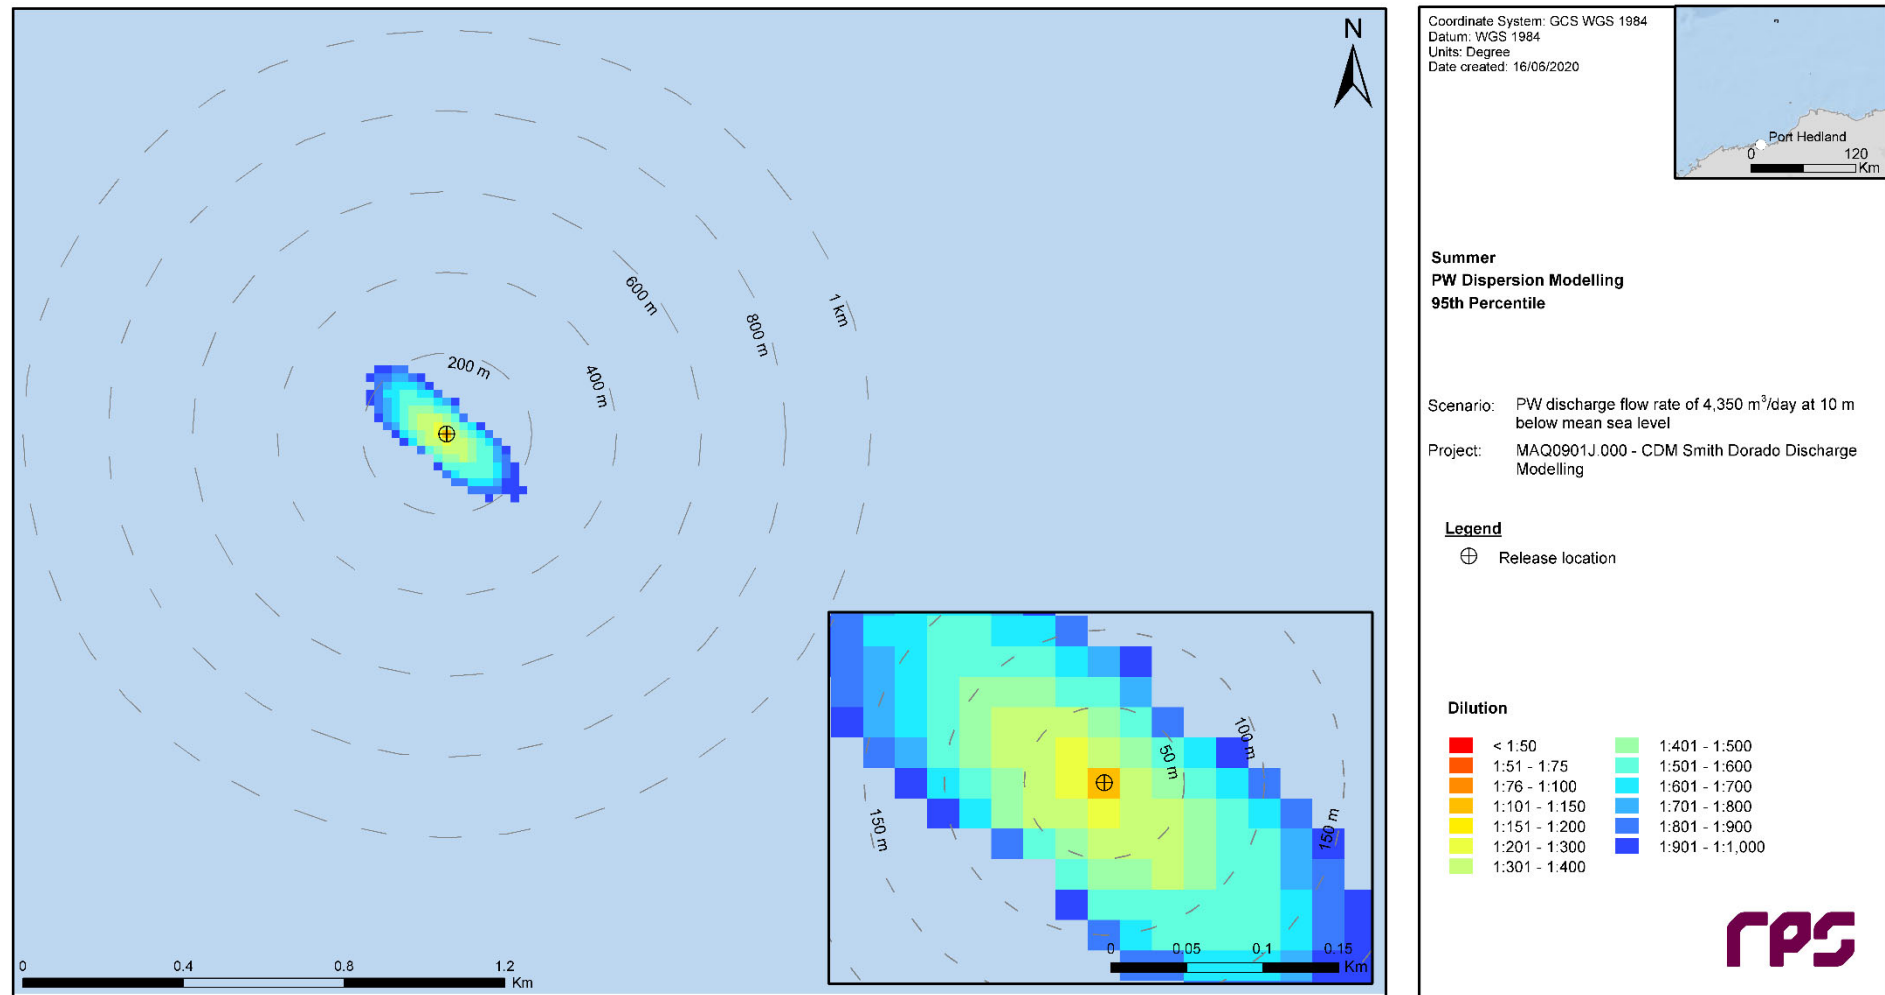 N
1 km
600 m
800 m
200 m
400 m
0 0.4 0.8 1.2
Km
50 m
100 m
150 m
150 m
0 0.05 0.1 0.15
Km
Coordinate System: GCS WGS 1984
Datum: WGS 1984
Units: Degree
Date created: 16/06/2020
Port Hedland
0 120
Km
Summer
PW Dispersion Modelling
95th Percentile
Scenario: PW discharge flow rate of 4,350 m³/day at 10 m
below mean sea level
Project: MAQ0901J.000 - CDM Smith Dorado Discharge
Modelling
Legend
Release location
Dilution
< 1:50
1:51 - 1:75
1:76 - 1:100
1:101 - 1:150
1:151 - 1:200
1:201 - 1:300
1:301 - 1:400
1:401 - 1:500
1:501 - 1:600
1:601 - 1:700
1:701 - 1:800
1:801 - 1:900
1:901 - 1:1,000
rps